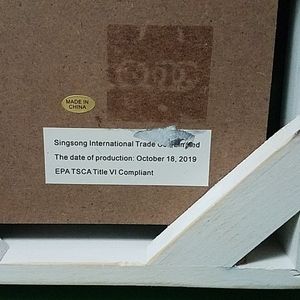 MADE IN
CHINA
Singsong International Trade Co., Limited
The date of production: October 18, 2019
EPA TSCA Title VI Compliant